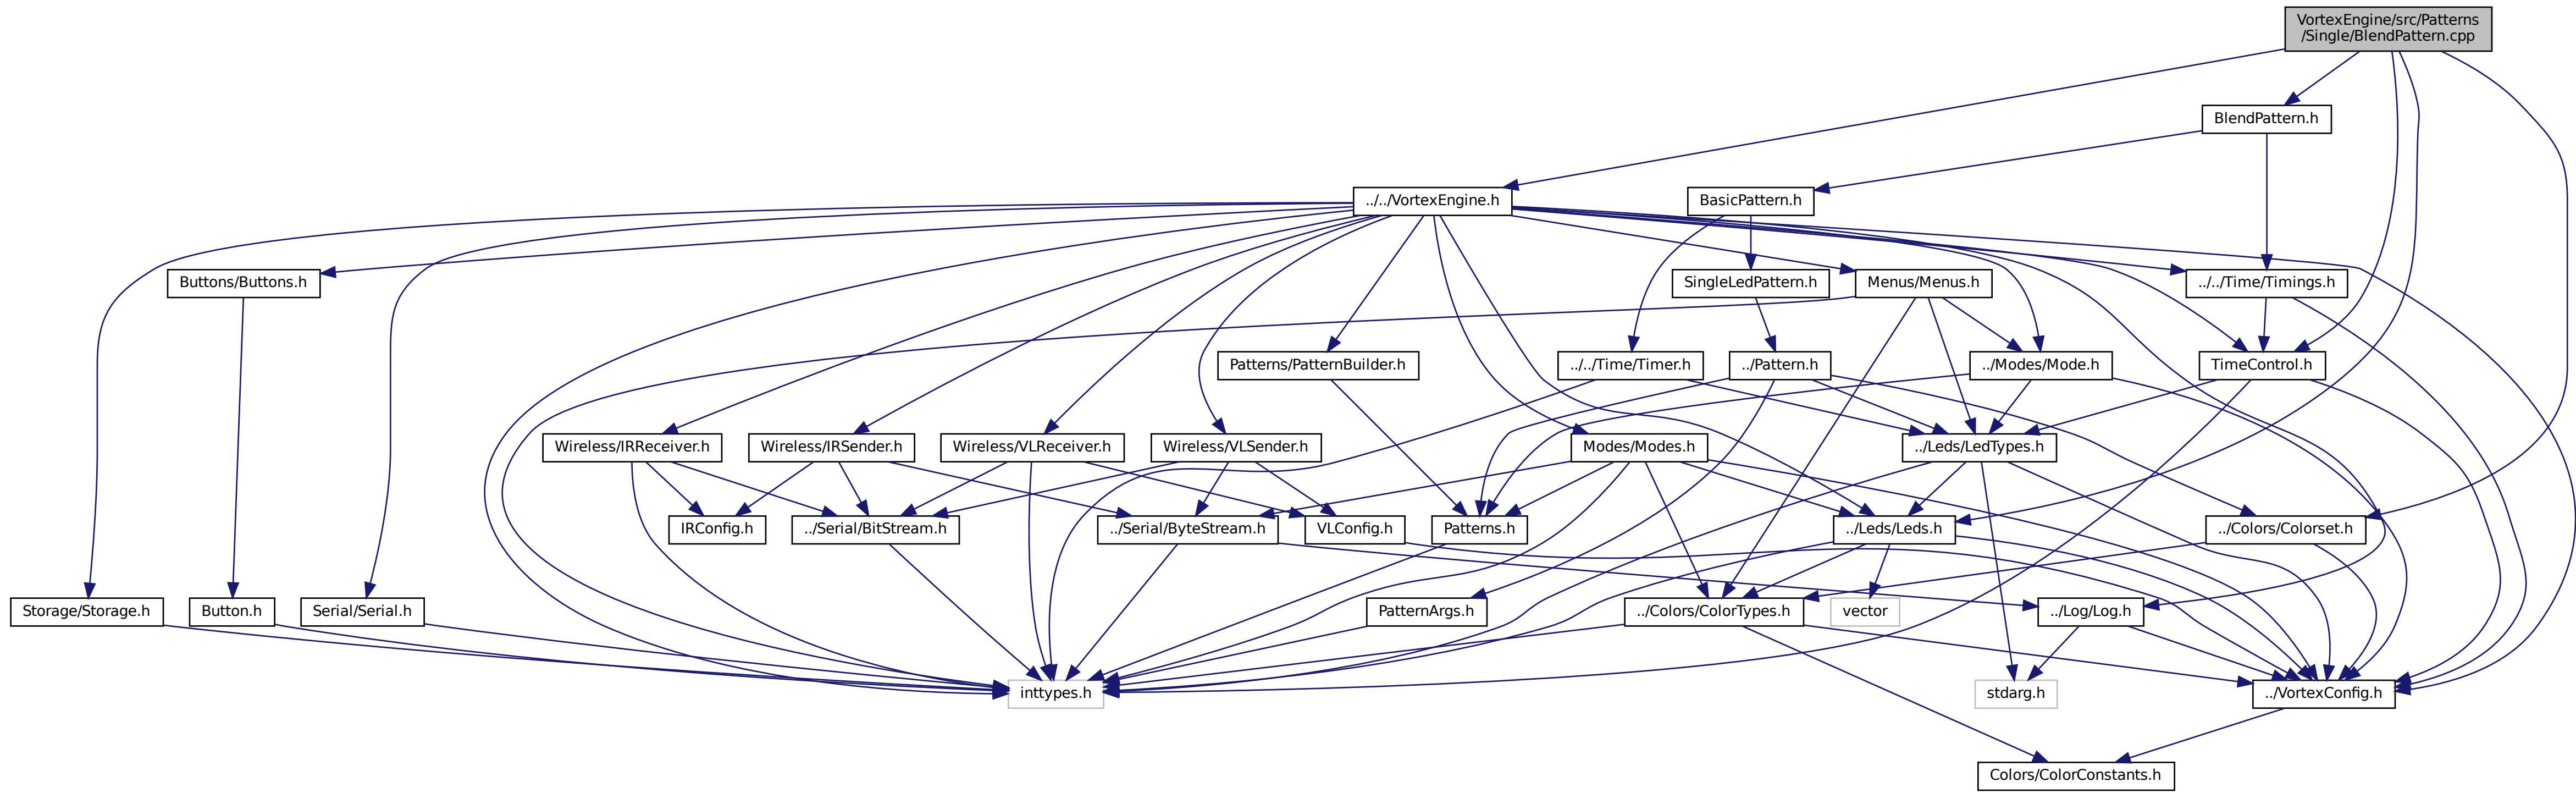 VortexEngine/src/Patterns
/Single/BlendPattern.cpp
BlendPattern.h
../../VortexEngine.h
BasicPattern.h
Buttons/Buttons.h
SingleLedPattern.h
Menus/Menus.h
../../Time/Timings.h
Patterns/PatternBuilder.h
../../Time/Timer.h
../Pattern.h
../Modes/Mode.h
TimeControl.h
Wireless/IRReceiver.h
Wireless/IRSender.h
Wireless/VLReceiver.h
Wireless/VLSender.h
Modes/Modes.h
../Leds/LedTypes.h
IRConfig.h
../Serial/BitStream.h
../Serial/ByteStream.h
VLConfig.h
Patterns.h
../Leds/Leds.h
../Colors/Colorset.h
Storage/Storage.h
Button.h
Serial/Serial.h
PatternArgs.h
../Colors/ColorTypes.h
vector
../Log/Log.h
inttypes.h
stdarg.h
../VortexConfig.h
Colors/ColorConstants.h